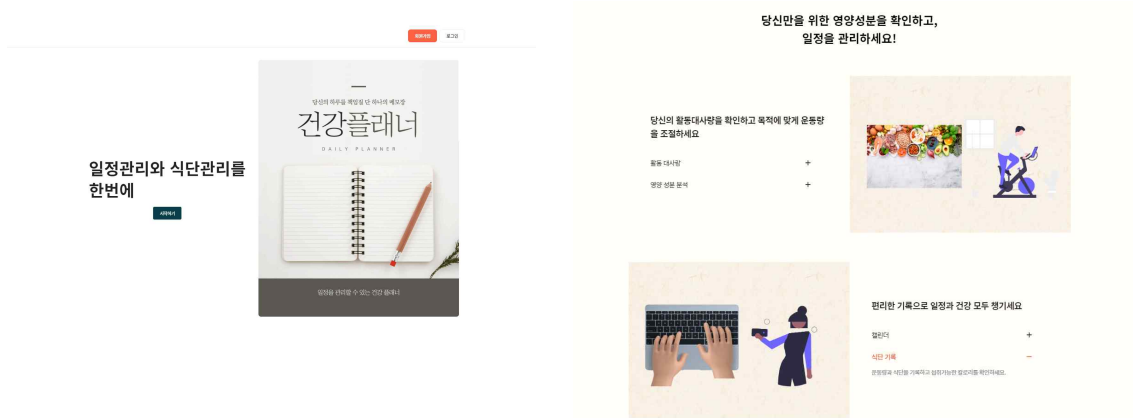 회원가입
로그인
당신의 하루를 책임질 단 하나의 메모장
건강플래너
DAILY PLANNER
일정관리와 식단관리를
한번에
시작하기
일정을 관리할 수 있는 건강 플래너
당신만을 위한 영양성분을 확인하고,
일정을 관리하세요!
당신의 활동대사량을 확인하고 목적에 맞게 운동량
을 조절하세요
활동 대사량 +
영양 성분 분석 +
편리한 기록으로 일정과 건강 모두 챙기세요
캘린더 +
식단 기록 −
운동량과 식단을 기록하고 섭취가능한 칼로리를 확인하세요.